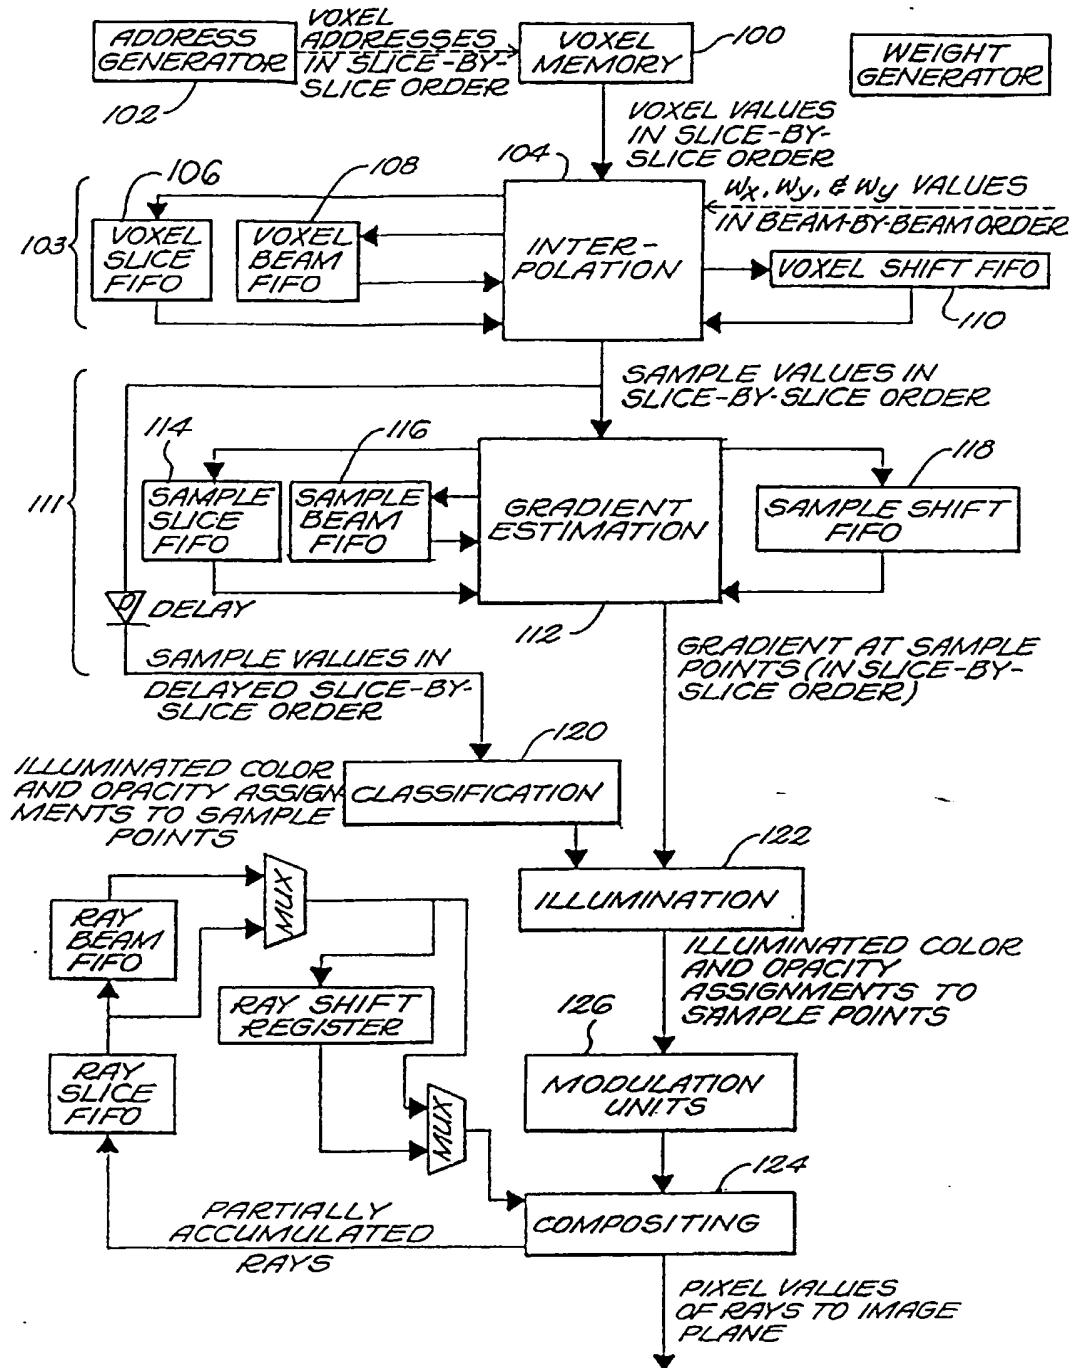 ADDRESS
GENERATOR
102
VOXEL
ADDRESSES
IN SLICE-BY-
SLICE ORDER
VOXEL
MEMORY
100
WEIGHT
GENERATOR
VOXEL VALUES
IN SLICE-BY-
SLICE ORDER
103
106
VOXEL
SLICE
FIFO
108
VOXEL
BEAM
FIFO
104
INTER-
POLATION
Wx, Wy, & Wy VALUES
IN BEAM-BY-BEAM ORDER
VOXEL SHIFT FIFO
110
SAMPLE VALUES IN
SLICE-BY-SLICE ORDER
111
114
SAMPLE
SLICE
FIFO
116
SAMPLE
BEAM
FIFO
GRADIENT
ESTIMATION
112
118
SAMPLE SHIFT
FIFO
D
DELAY
SAMPLE VALUES IN
DELAYED SLICE-BY-
SLICE ORDER
GRADIENT AT SAMPLE
POINTS (IN SLICE-BY-
SLICE ORDER)
120
CLASSIFICATION
ILLUMINATED COLOR
AND OPACITY ASSIGN-
MENTS TO SAMPLE
POINTS
122
ILLUMINATION
ILLUMINATED COLOR
AND OPACITY
ASSIGNMENTS TO
SAMPLE POINTS
RAY
BEAM
FIFO
MUX
RAY SHIFT
REGISTER
RAY
SLICE
FIFO
MUX
126
MODULATION
UNITS
124
COMPOSITING
PARTIALLY
ACCUMULATED
RAYS
PIXEL VALUES
OF RAYS TO IMAGE
PLANE